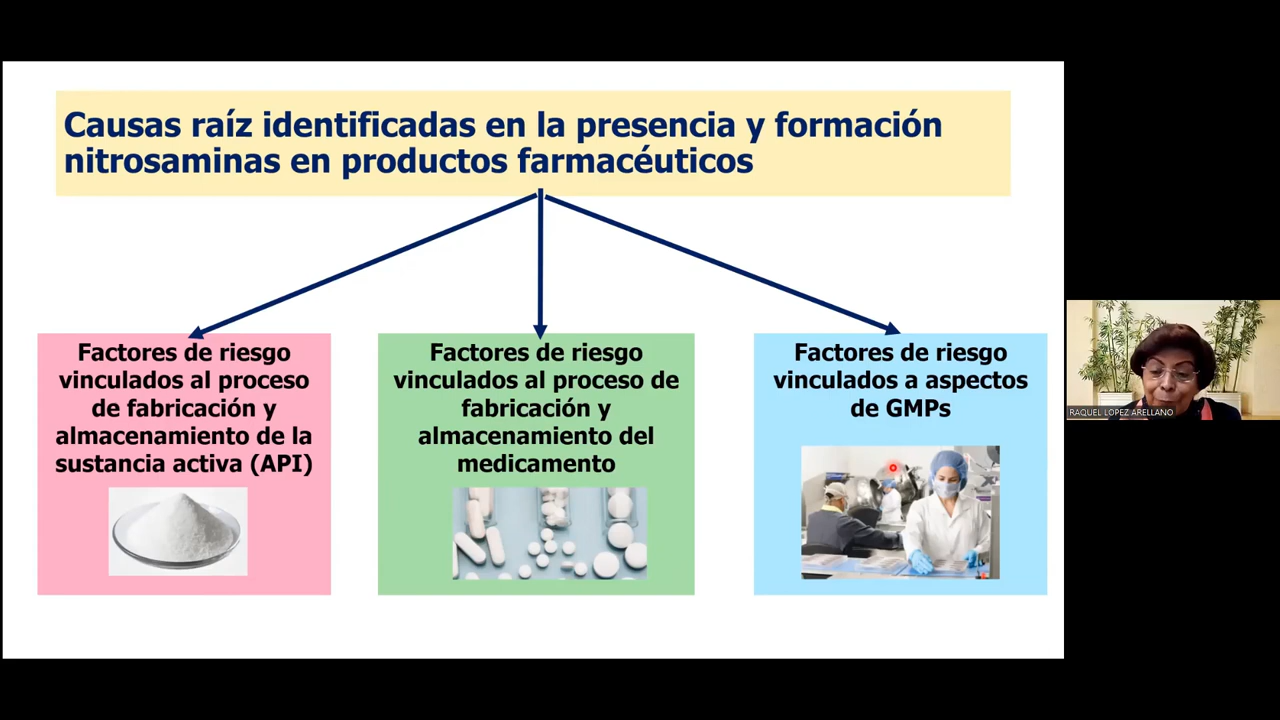 Causas raíz identificadas en la presencia y formación
nitrosaminas en productos farmacéuticos
Factores de riesgo
vinculados al proceso
de fabricación y
almacenamiento de la
sustancia activa (API)
Factores de riesgo
vinculados al proceso de
fabricación y
almacenamiento del
medicamento
Factores de riesgo
vinculados a aspectos
de GMPs
RAQUEL LOPEZ ARELLANO